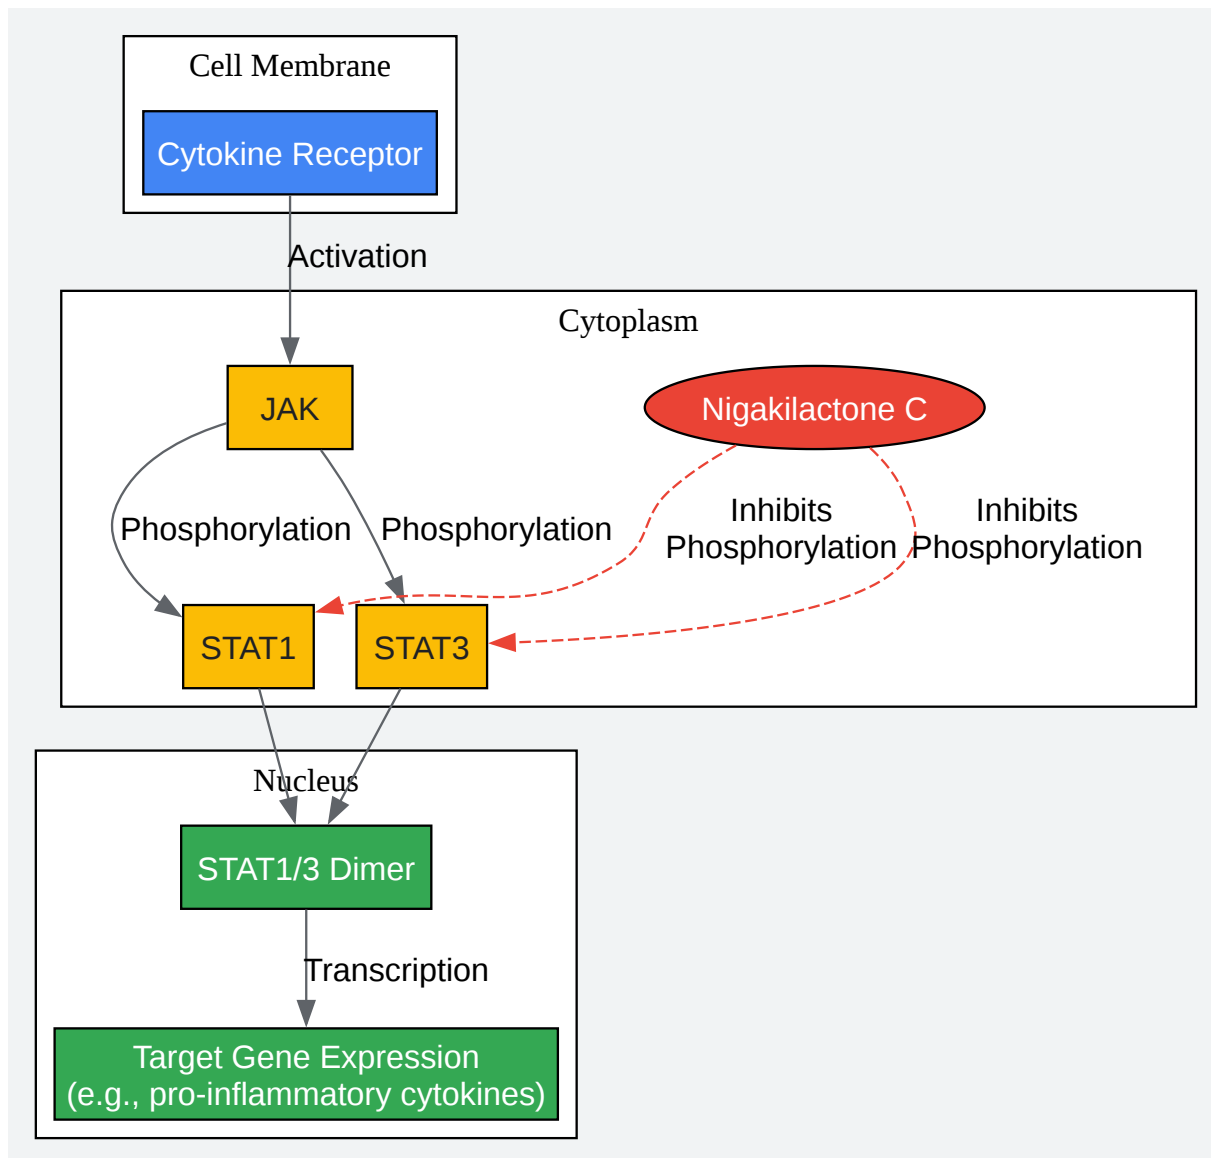 Cell Membrane
Cytokine Receptor
Activation
Cytoplasm
JAK
Nigakilactone C
Phosphorylation
Phosphorylation
Inhibits
Phosphorylation
Inhibits
Phosphorylation
STAT1
STAT3
Nucleus
STAT1/3 Dimer
Transcription
Target Gene Expression
(e.g., pro-inflammatory cytokines)